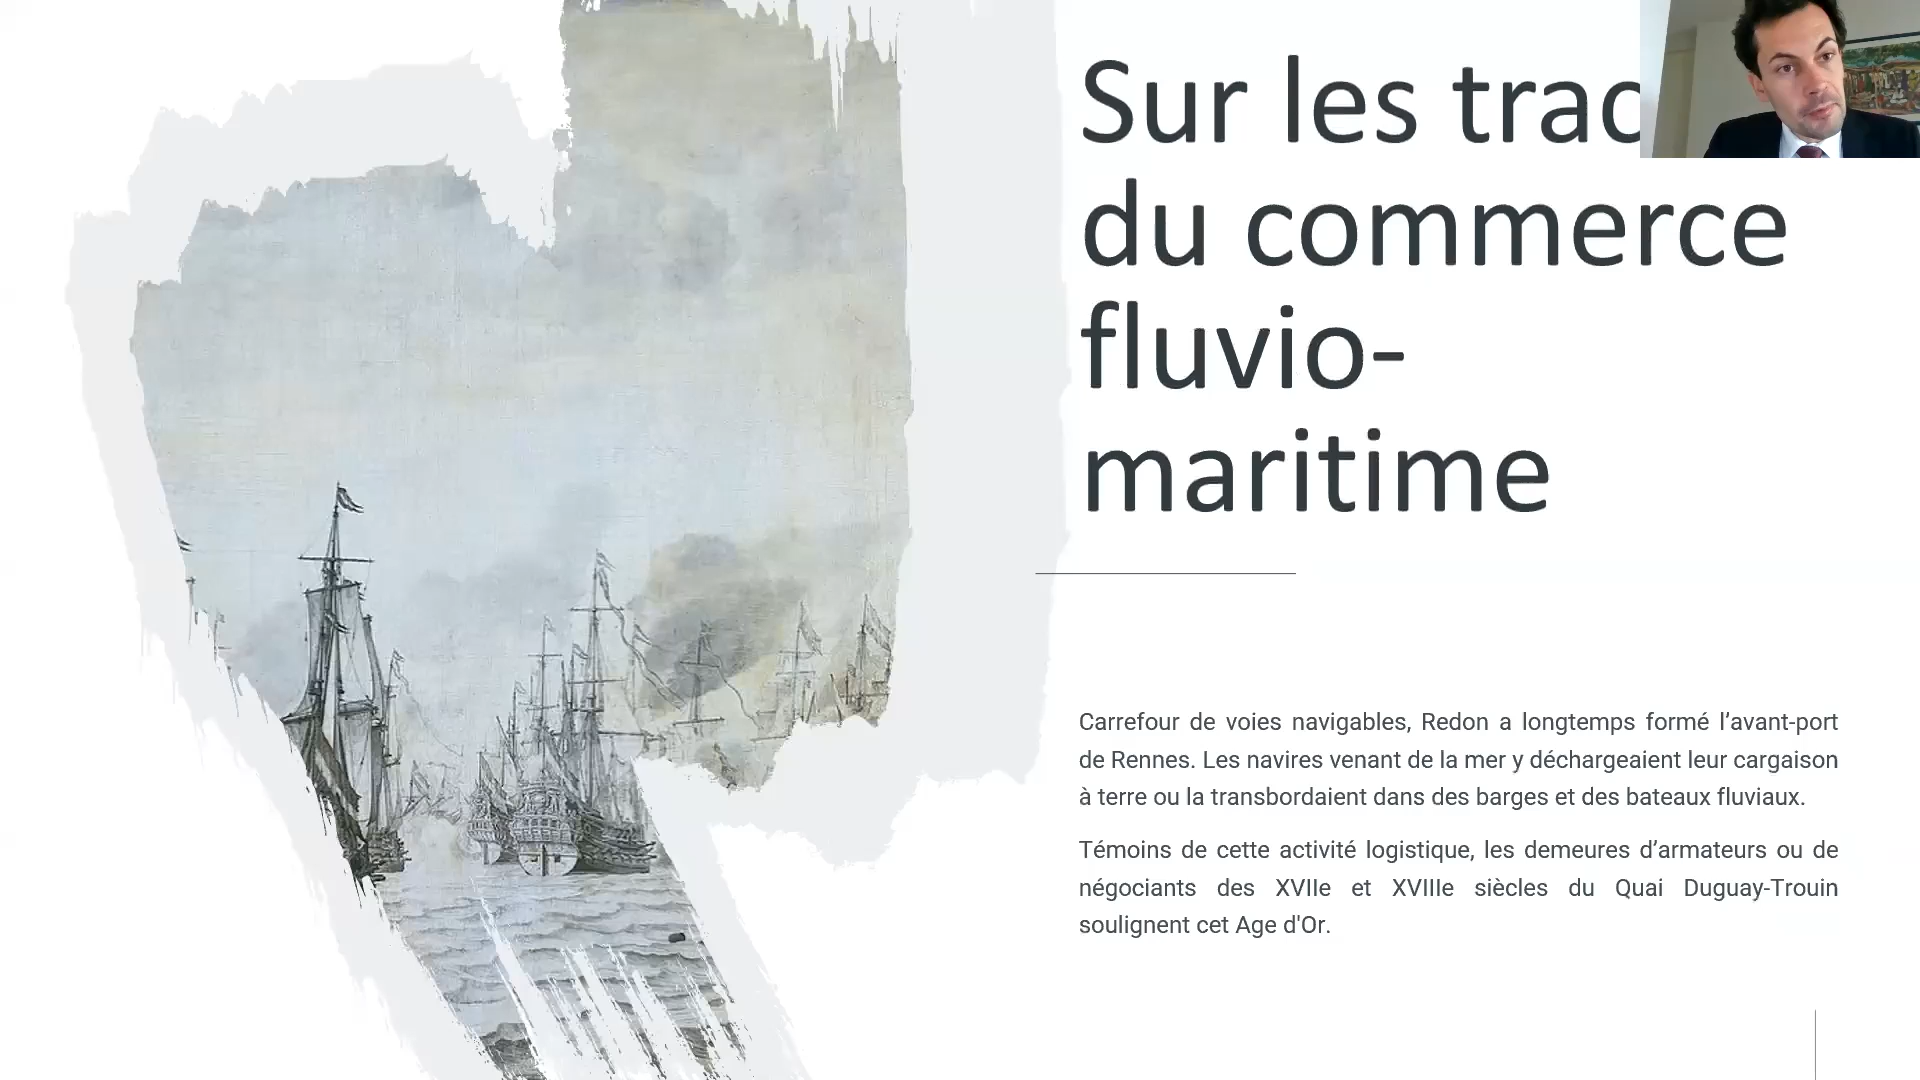 Sur les
du commerce
fluvio-
maritime
Carrefour de voies navigables, Redon a longtemps formé l’avant-port
de Rennes. Les navires venant de la mer y déchargeaient leur cargaison
à terre ou la transbordaient dans des barges et des bateaux fluviaux.
Témoins de cette activité logistique, les demeures d’armateurs ou de
négociants des XVIIe et XVIIIe siècles du Quai Duguay-Trouin
soulignent cet Age d'Or.